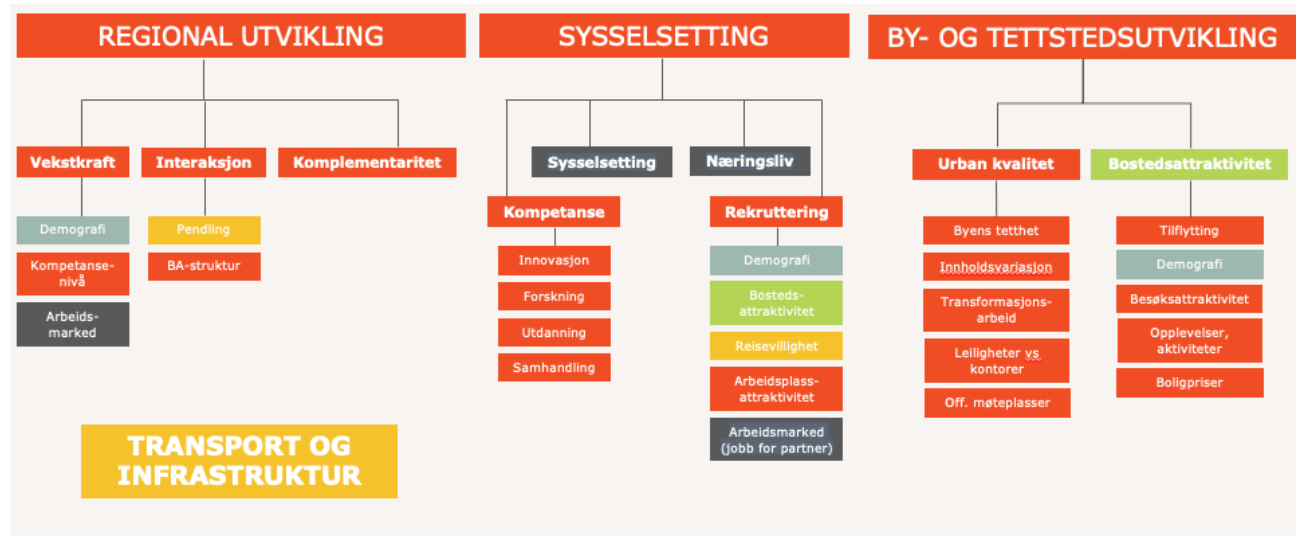 REGIONAL UTVIKLING
Vekstkraft
Interaksjon
Komplementaritet
Demografi
Kompetanse-
nivå
Arbeids-
marked
Pendling
BA-struktur
TRANSPORT OG
INFRASTRUKTUR
SYSSELSETTING
Sysselsetting
Næringsliv
Kompetanse
Rekruttering
Innovasjon
Forskning
Utdanning
Samhandling
Demografi
Bosteds-
attraktivitet
Reisevillighet
Arbeidsplass-
attraktivitet
Arbeidsmarked
(jobb for partner)
BY- OG TETTSTEDSUTVIKLING
Urban kvalitet
Bostedsattraktivitet
Byens tetthet
Innholdsvariasjon
Transformasjons-
arbeid
Leiligheter vs
kontorer
Off. møteplasser
Tilflytting
Demografi
Besøksattraktivitet
Opplevelser,
aktiviteter
Boligpriser